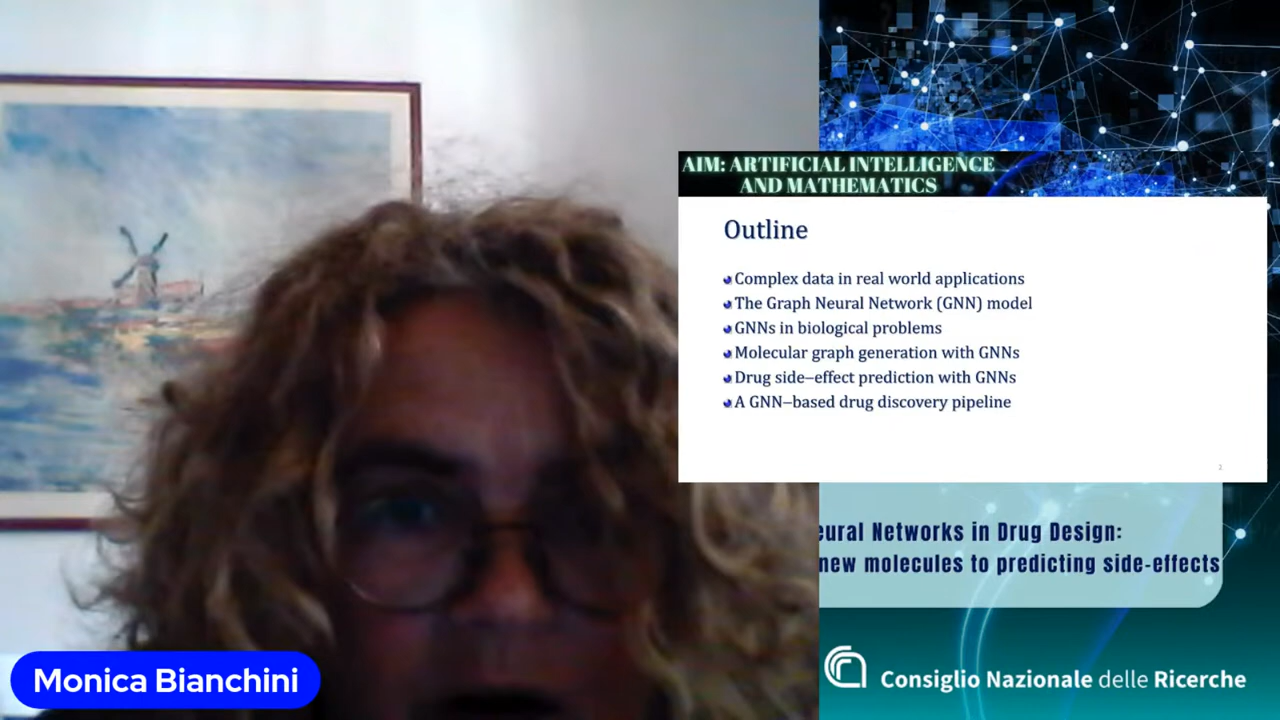 AIM: ARTIFICIAL INTELLIGENCE
AND MATHEMATICS
Outline
Complex data in real world applications
The Graph Neural Network (GNN) model
GNNs in biological problems
Molecular graph generation with GNNs
Drug side–effect prediction with GNNs
A GNN–based drug discovery pipeline
2
Networks in Drug Design:
new molecules to predicting side-effects
Monica Bianchini
Consiglio Nazionale delle Ricerche